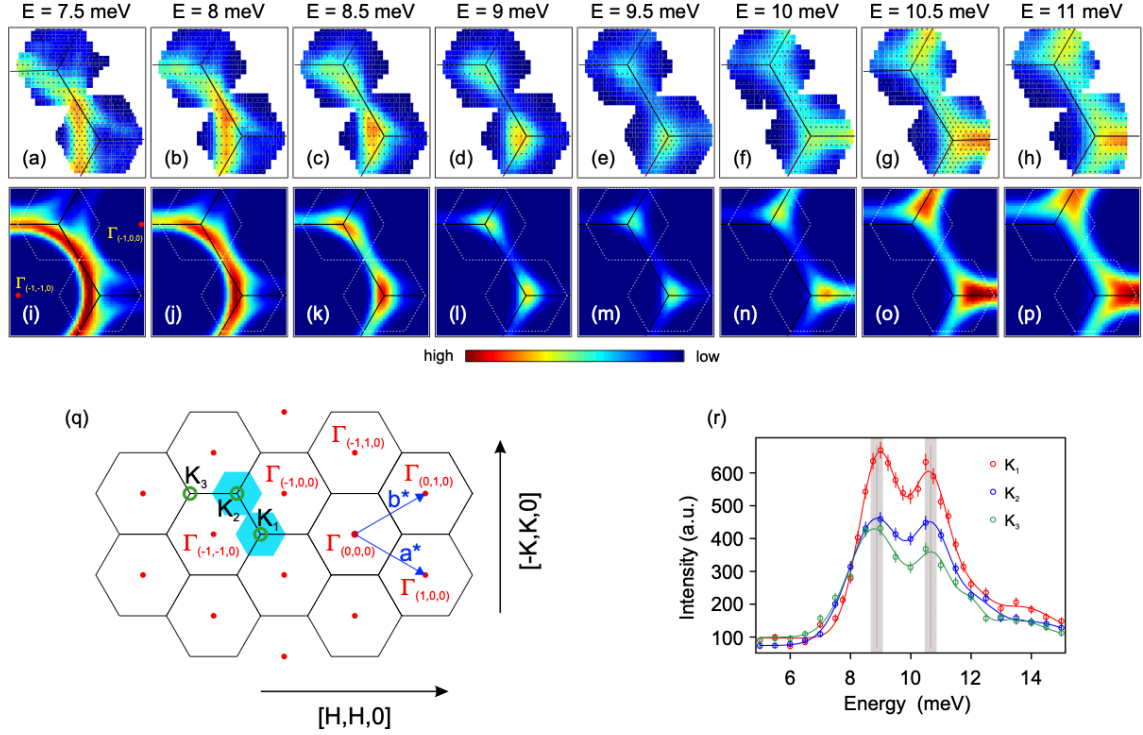 E = 7.5 meV E = 8 meV E = 8.5 meV E = 9 meV E = 9.5 meV E = 10 meV E = 10.5 meV E = 11 meV
(a) (b) (c) (d) (e) (f) (g) (h)
Γ(-1,0,0)
Γ(-1,-1,0)
(i) (j) (k) (l) (m) (n) (o) (p)
high low
(q)
Γ(-1,1,0)
K3 Γ(-1,0,0) Γ(0,1,0)
K2 b*
K1
Γ(-1,-1,0) Γ(0,0,0) a*
Γ(1,0,0)
[H,H,0]
[-K,K,0]
(r)
600
500
400
300
200
100
Intensity (a.u.)
K1
K2
K3
6 8 10 12 14
Energy (meV)